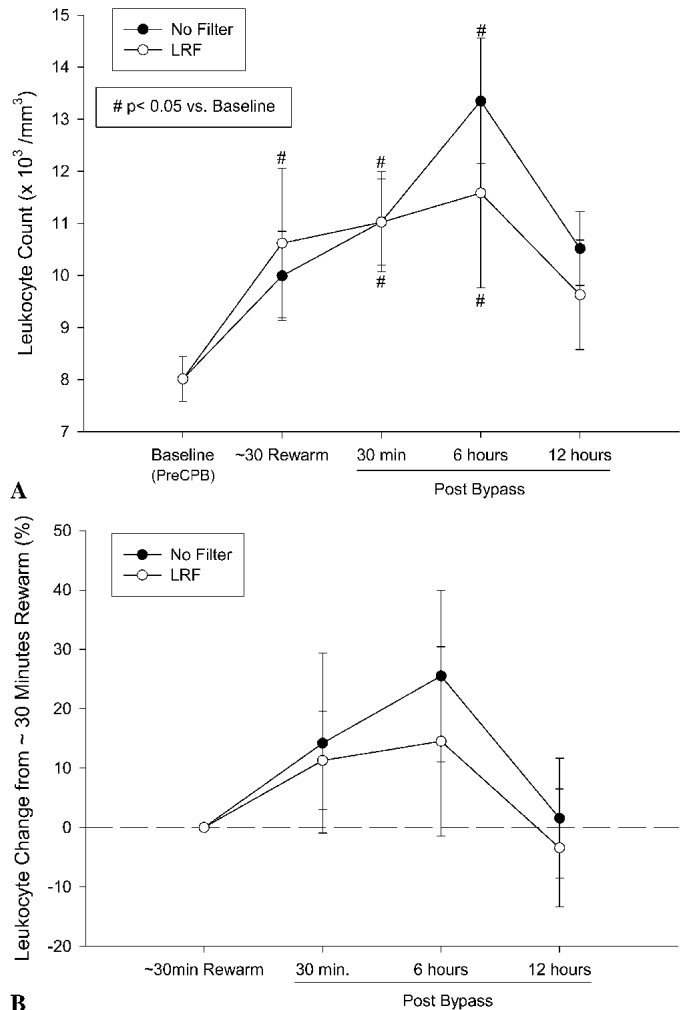 15
14
13
12
11
10
9
8
7
Leukocyte Count (x 10³ /mm³)
No Filter
LRF
# p< 0.05 vs. Baseline
#
#
#
#
#
Baseline
(PreCPB)
~30 Rewarm
30 min
6 hours
12 hours
Post Bypass
A
50
40
30
20
10
0
-10
-20
Leukocyte Change from ~ 30 Minutes Rewarm (%)
No Filter
LRF
~30min Rewarm
30 min.
6 hours
12 hours
Post Bypass
B